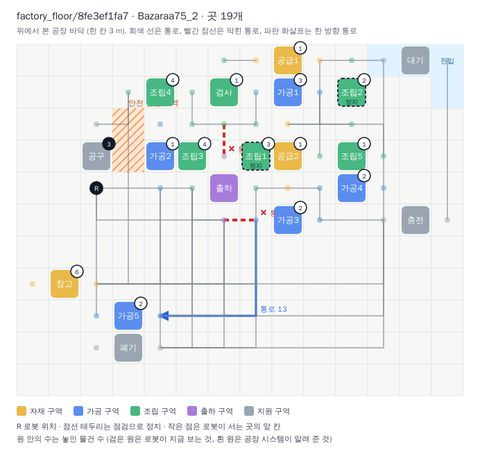 factory_floor/8fe3ef1fa7 · Bazaraa75_2 · 곳 19개
위에서 본 공장 바닥 (한 칸 3 m). 회색 선은 통로, 빨간 점선은 막힌 통로, 파란 화살표는 한 방향 통로
공급1 1
대기
조립4 4
검사 1
가공1 3
조립2 2
정지
안전
역
공구 3
가공2 1
조립3 4
조립1 3
정지
공급2 1
조립5 1
R
출하
가공4 2
가공3 2
충전
창고 6
가공5 2
통로 13
폐기
자재 구역
가공 구역
조립 구역
출하 구역
지원 구역
R 로봇 위치 · 점선 테두리는 점검으로 정지 · 작은 점은 로봇이 서는 곳의 앞 칸
원 안의 수는 놓인 물건 수 (검은 원은 로봇이 지금 보는 것, 흰 원은 공장 시스템이 알려 준 것)